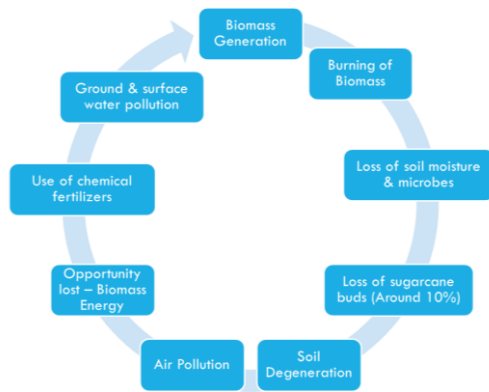 Biomass
Generation
Burning of
Biomass
Loss of soil moisture
& microbes
Loss of sugarcane
buds (Around 10%)
Soil
Degeneration
Air Pollution
Opportunity
lost – Biomass
Energy
Use of chemical
fertilizers
Ground & surface
water pollution